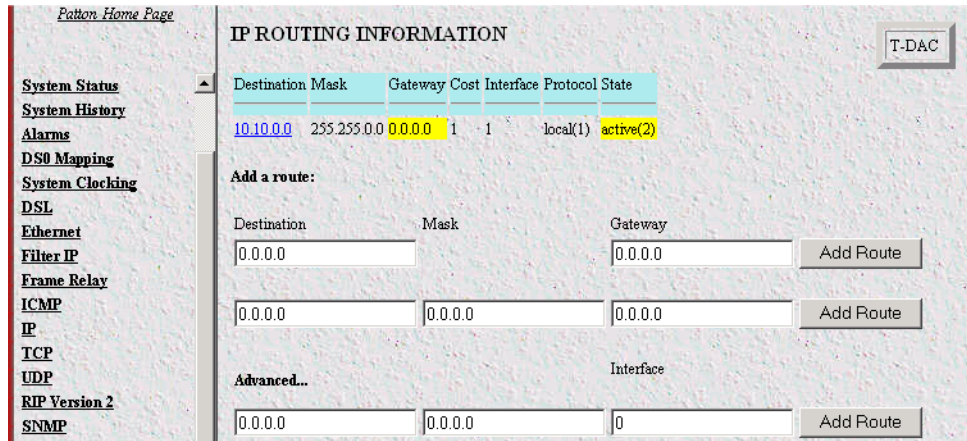 Patton Home Page
System Status
System History
Alarms
DS0 Mapping
System Clocking
DSL
Ethernet
Filter IP
Frame Relay
ICMP
IP
TCP
UDP
RIP Version 2
SNMP
IP ROUTING INFORMATION
T-DAC
Destination Mask Gateway Cost Interface Protocol State
10.10.0.0 255.255.0.0 0.0.0.0 1 1 local(1) active(2)
Add a route:
Destination Mask Gateway
0.0.0.0 0.0.0.0 Add Route
0.0.0.0 0.0.0.0 0.0.0.0 Add Route
Advanced... Interface
0.0.0.0 0.0.0.0 0 Add Route